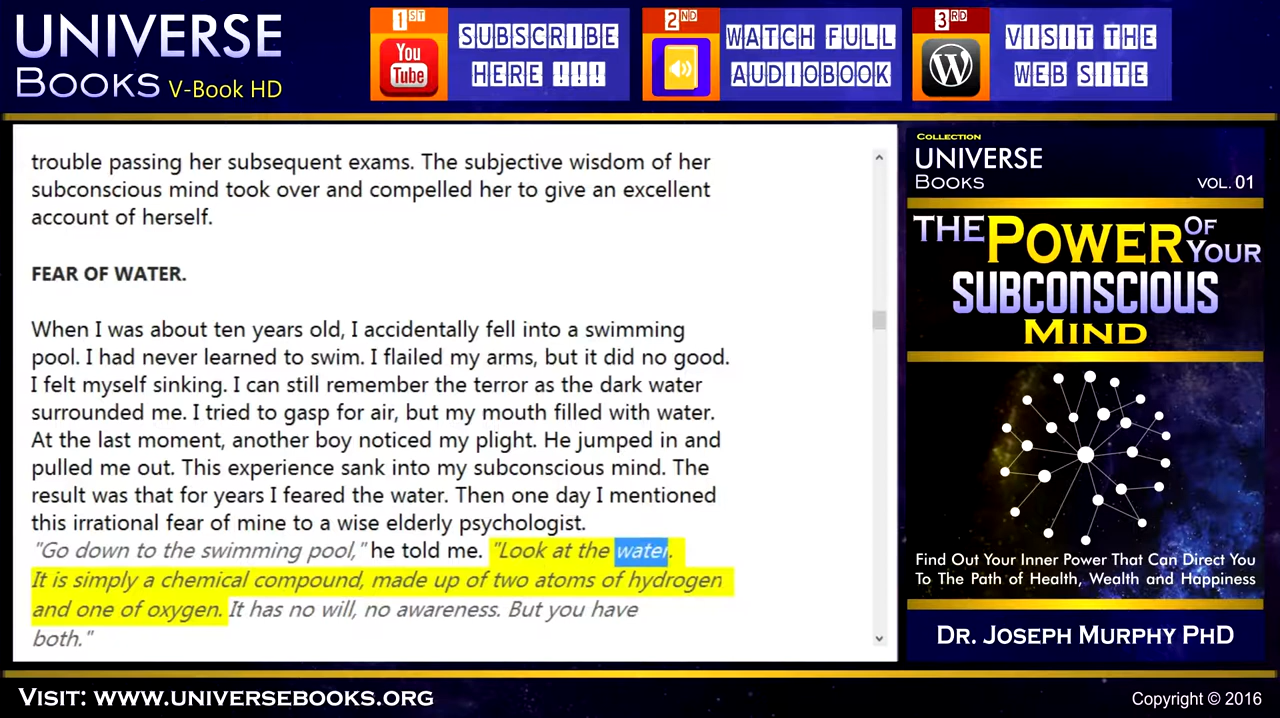 UNIVERSE
BOOKS V-Book HD
1ST
You
Tube
SUBSCRIBE
HERE !!!
2ND
WATCH FULL
AUDIOBOOK
3RD
VISIT THE
WEB SITE
trouble passing her subsequent exams. The subjective wisdom of her
subconscious mind took over and compelled her to give an excellent
account of herself.
FEAR OF WATER.
When I was about ten years old, I accidentally fell into a swimming
pool. I had never learned to swim. I flailed my arms, but it did no good.
I felt myself sinking. I can still remember the terror as the dark water
surrounded me. I tried to gasp for air, but my mouth filled with water.
At the last moment, another boy noticed my plight. He jumped in and
pulled me out. This experience sank into my subconscious mind. The
result was that for years I feared the water. Then one day I mentioned
this irrational fear of mine to a wise elderly psychologist.
"Go down to the swimming pool," he told me. "Look at the water.
It is simply a chemical compound, made up of two atoms of hydrogen
and one of oxygen. It has no will, no awareness. But you have
both."
COLLECTION
UNIVERSE
BOOKS VOL. 01
THE POWER OF
YOUR
SUBCONSCIOUS
MIND
Find Out Your Inner Power That Can Direct You
To The Path of Health, Wealth and Happiness
DR. JOSEPH MURPHY PHD
VISIT: WWW.UNIVERSEBOOKS.ORG
Copyright © 2016